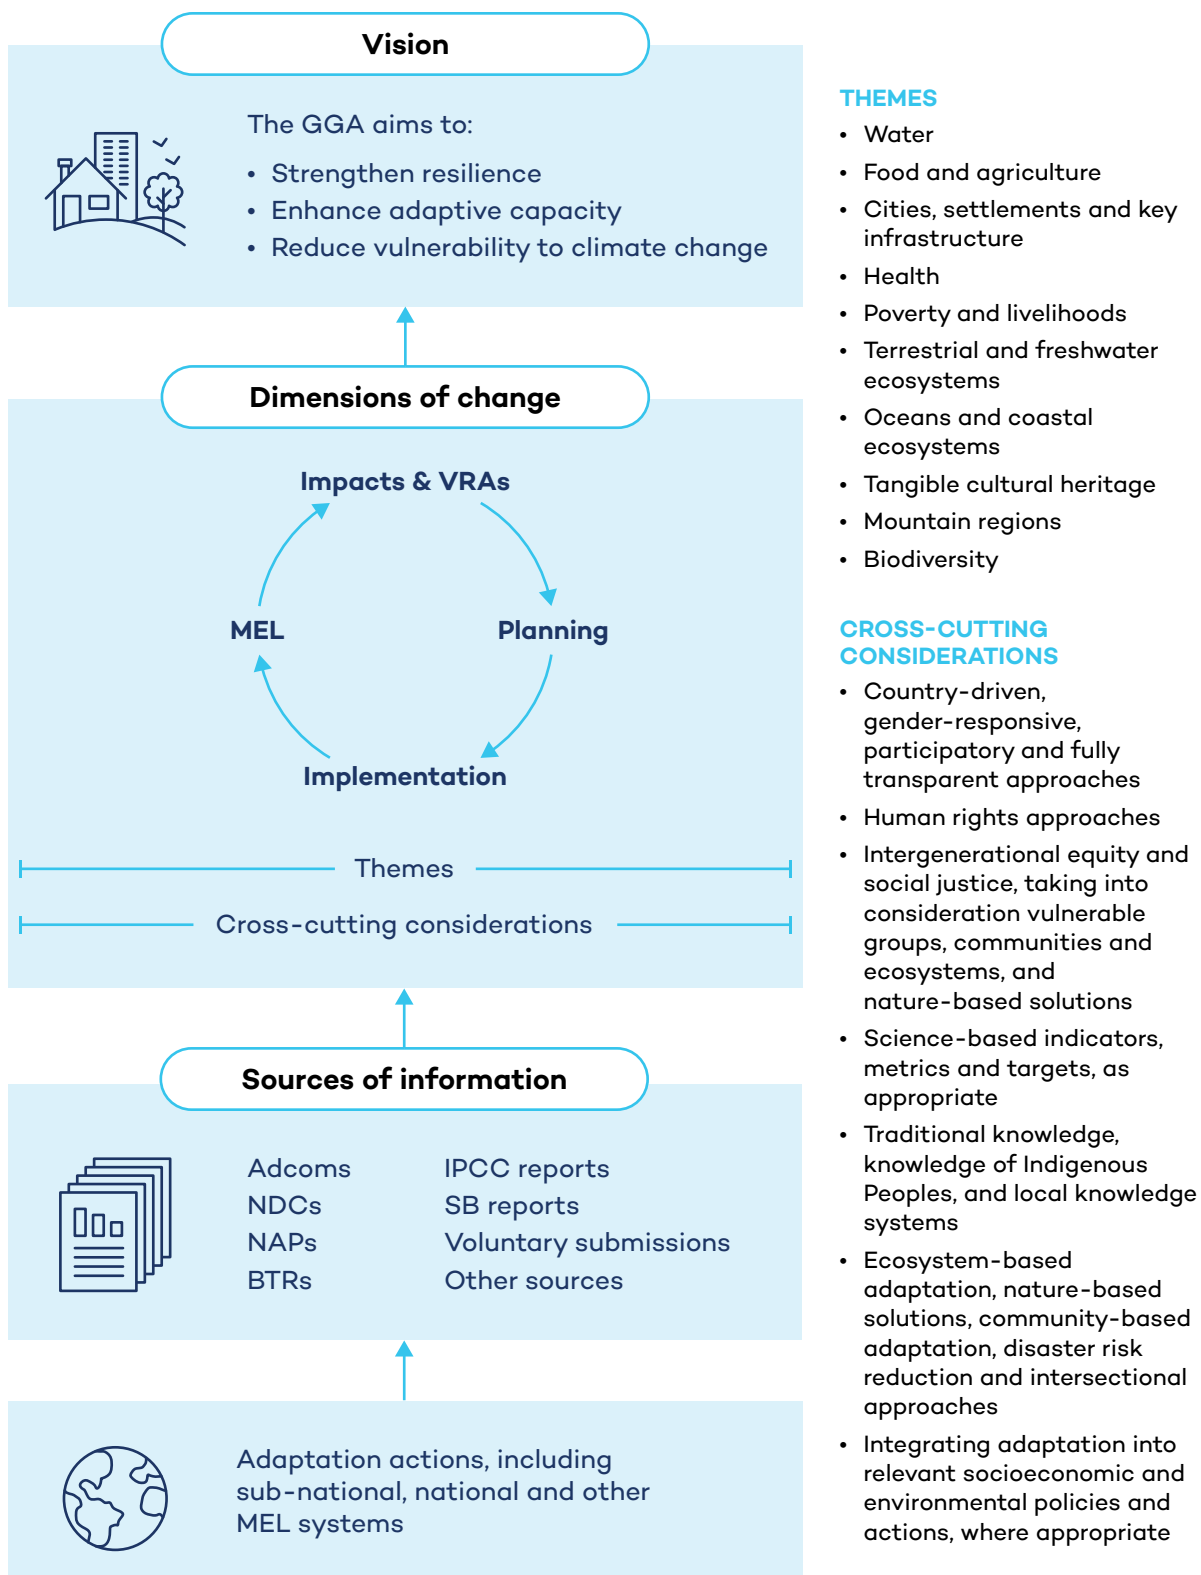 Vision
The GGA aims to:
• Strengthen resilience
• Enhance adaptive capacity
• Reduce vulnerability to climate change
Dimensions of change
Impacts & VRAs
MEL
Planning
Implementation
Themes
Cross-cutting considerations
Sources of information
Adcoms
NDCs
NAPs
BTRs
IPCC reports
SB reports
Voluntary submissions
Other sources
Adaptation actions, including
sub-national, national and other
MEL systems
THEMES
• Water
• Food and agriculture
• Cities, settlements and key
infrastructure
• Health
• Poverty and livelihoods
• Terrestrial and freshwater
ecosystems
• Oceans and coastal
ecosystems
• Tangible cultural heritage
• Mountain regions
• Biodiversity
CROSS-CUTTING
CONSIDERATIONS
• Country-driven,
gender-responsive,
participatory and fully
transparent approaches
• Human rights approaches
• Intergenerational equity and
social justice, taking into
consideration vulnerable
groups, communities and
ecosystems, and
nature-based solutions
• Science-based indicators,
metrics and targets, as
appropriate
• Traditional knowledge,
knowledge of Indigenous
Peoples, and local knowledge
systems
• Ecosystem-based
adaptation, nature-based
solutions, community-based
adaptation, disaster risk
reduction and intersectional
approaches
• Integrating adaptation into
relevant socioeconomic and
environmental policies and
actions, where appropriate